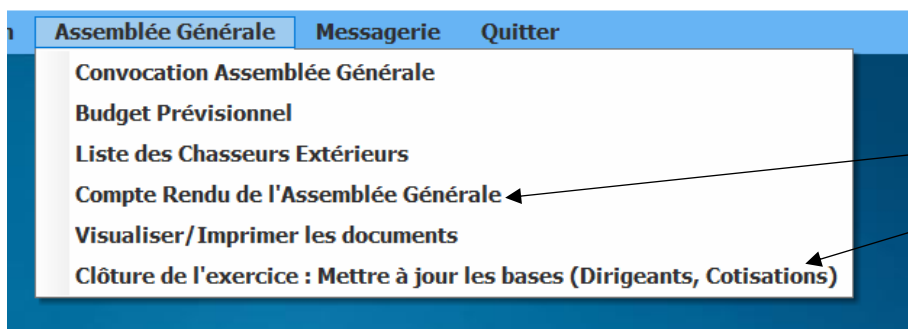 n Assemblée Générale Messagerie Quitter
Convocation Assemblée Générale
Budget Prévisionnel
Liste des Chasseurs Extérieurs
Compte Rendu de l'Assemblée Générale
Visualiser/Imprimer les documents
Clôture de l'exercice : Mettre à jour les bases (Dirigeants, Cotisations)